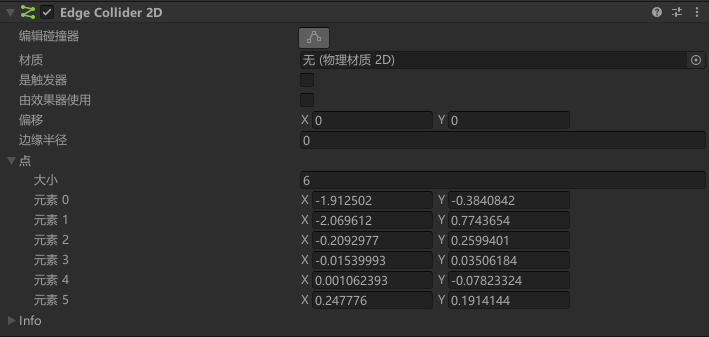 Edge Collider 2D
编辑碰撞器
材质 无 (物理材质 2D)
是触发器
由效果器使用
偏移 X 0 Y 0
边缘半径 0
点
大小 6
元素 0 X -1.912502 Y -0.3840842
元素 1 X -2.069612 Y 0.7743654
元素 2 X -0.2092977 Y 0.2599401
元素 3 X -0.01539993 Y 0.03506184
元素 4 X 0.001062393 Y -0.07823324
元素 5 X 0.247776 Y 0.1914144
Info